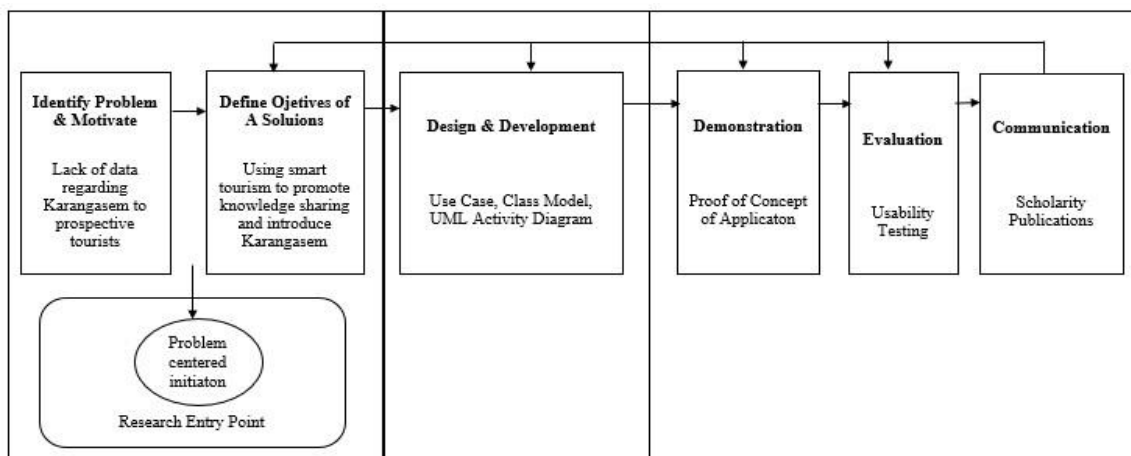 Identify Problem
& Motivate
Lack of data
regarding
Karangasem to
prospective
tourists
Define Ojetives of
A Soluions
Using smart
tourism to promote
knowledge sharing
and introduce
Karangasem
Design & Development
Use Case, Class Model,
UML Activity Diagram
Demonstration
Proof of Concept
of Applicaton
Evaluation
Usability
Testing
Communication
Scholarity
Publications
Problem
centered
initiaton
Research Entry Point